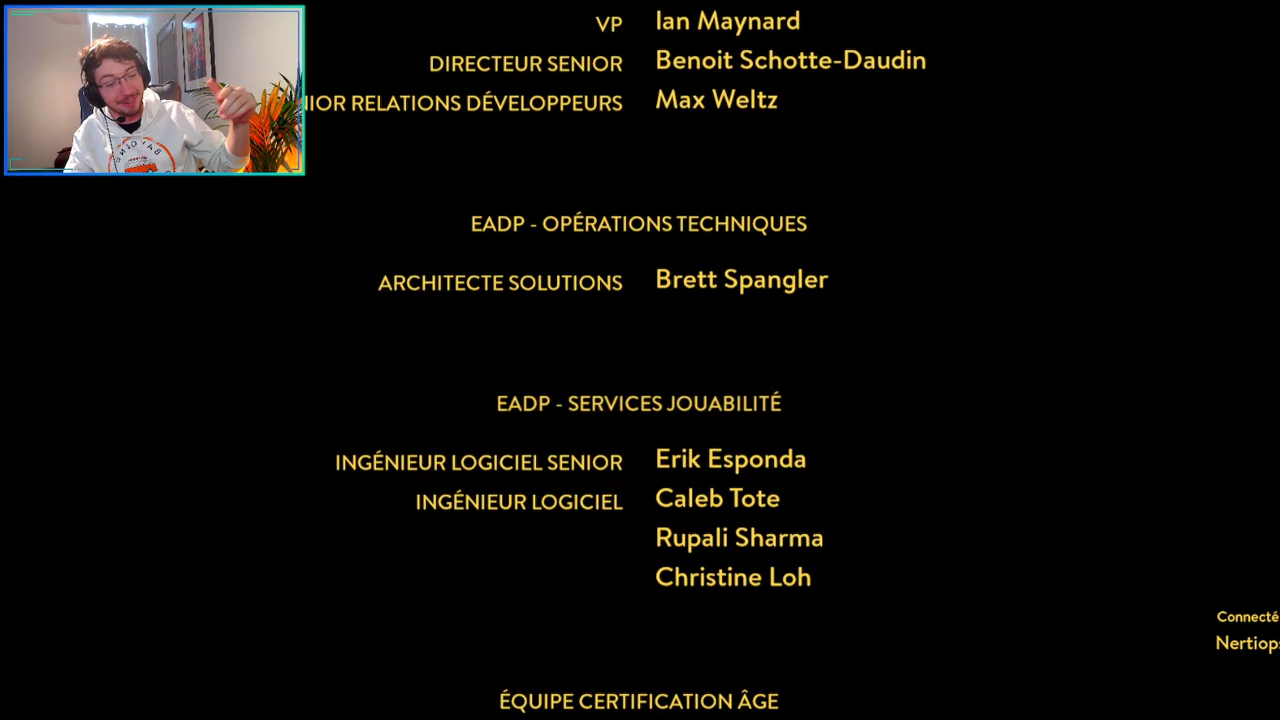 VP Ian Maynard
DIRECTEUR SENIOR Benoit Schotte-Daudin
IOR RELATIONS DÉVELOPPEURS Max Weltz
EADP - OPÉRATIONS TECHNIQUES
ARCHITECTE SOLUTIONS Brett Spangler
EADP - SERVICES JOUABILITÉ
INGÉNIEUR LOGICIEL SENIOR Erik Esponda
INGÉNIEUR LOGICIEL Caleb Tote
Rupali Sharma
Christine Loh
Connecté
Nertiops
ÉQUIPE CERTIFICATION ÂGE